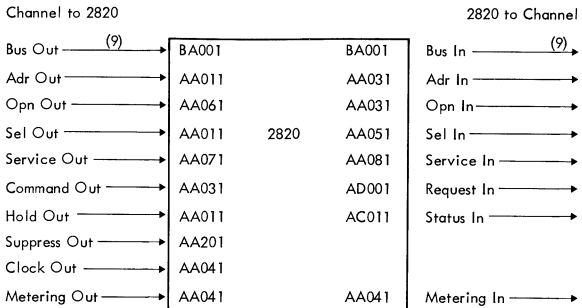 Channel to 2820 2820 to Channel
Bus Out (9) BA001 BA001 Bus In (9)
Adr Out AA011 AA031 Adr In
Opn Out AA061 AA031 Opn In
Sel Out AA011 2820 AA051 Sel In
Service Out AA071 AA081 Service In
Command Out AA031 AD001 Request In
Hold Out AA011 AC011 Status In
Suppress Out AA201
Clock Out AA041
Metering Out AA041 AA041 Metering In